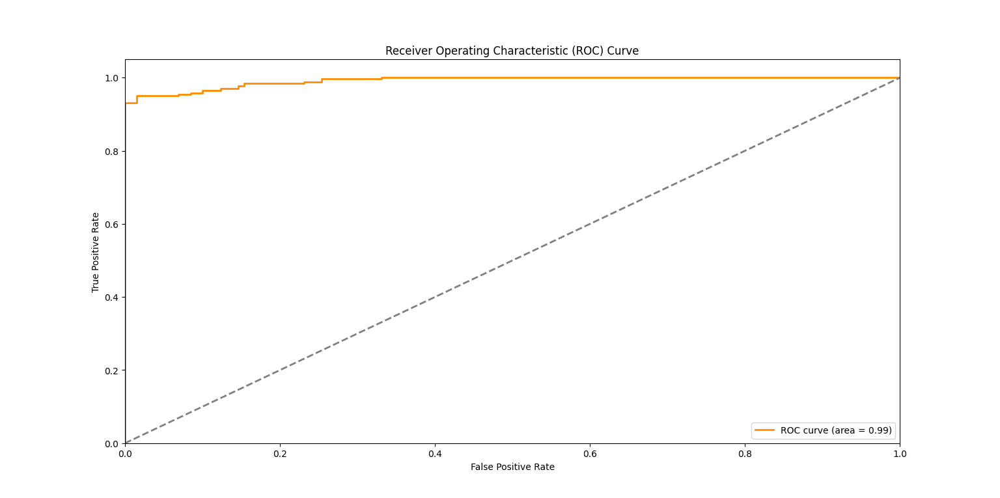 Receiver Operating Characteristic (ROC) Curve
1.0
0.8
0.6
0.4
0.2
0.0
True Positive Rate
ROC curve (area = 0.99)
0.0 0.2 0.4 0.6 0.8 1.0
False Positive Rate